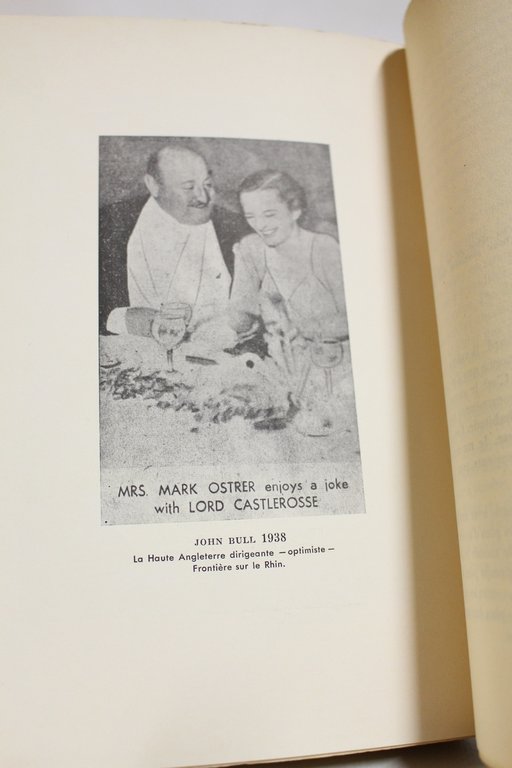 MRS. MARK OSTRER enjoys a joke
with LORD CASTLEROSSE
JOHN BULL 1938
La Haute Angleterre dirigeante — optimiste —
Frontière sur le Rhin.